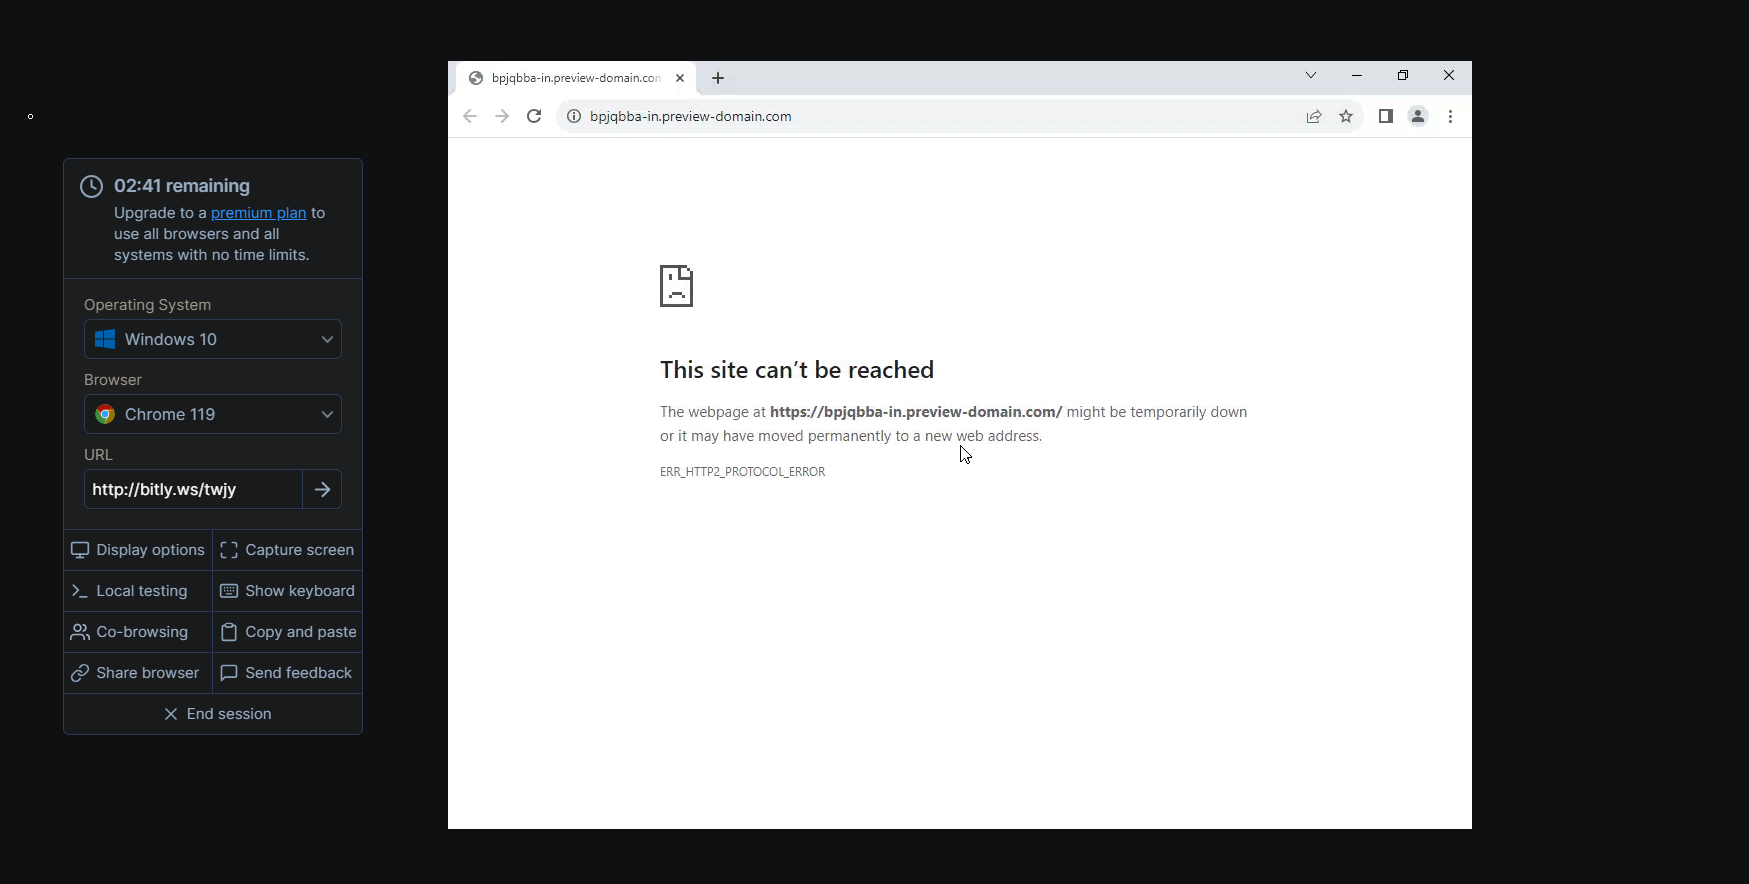 bpjqbba-in.preview-domain.com
bpjqbba-in.preview-domain.com
02:41 remaining
Upgrade to a premium plan to
use all browsers and all
systems with no time limits.
Operating System
Windows 10
Browser
Chrome 119
URL
http://bitly.ws/twjy
Display options
Capture screen
Local testing
Show keyboard
Co-browsing
Copy and paste
Share browser
Send feedback
End session
This site can't be reached
The webpage at https://bpjqbba-in.preview-domain.com/ might be temporarily down
or it may have moved permanently to a new web address.
ERR_HTTP2_PROTOCOL_ERROR